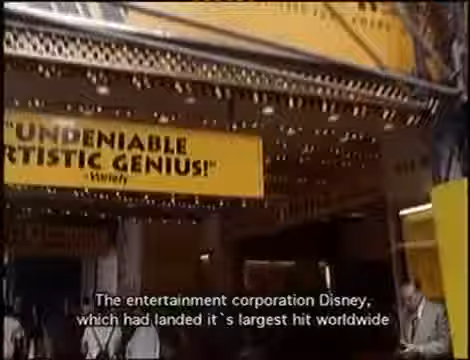 "UNDENIABLE
RTISTIC GENIUS!"
-Variety
The entertainment corporation Disney,
which had landed it`s largest hit worldwide